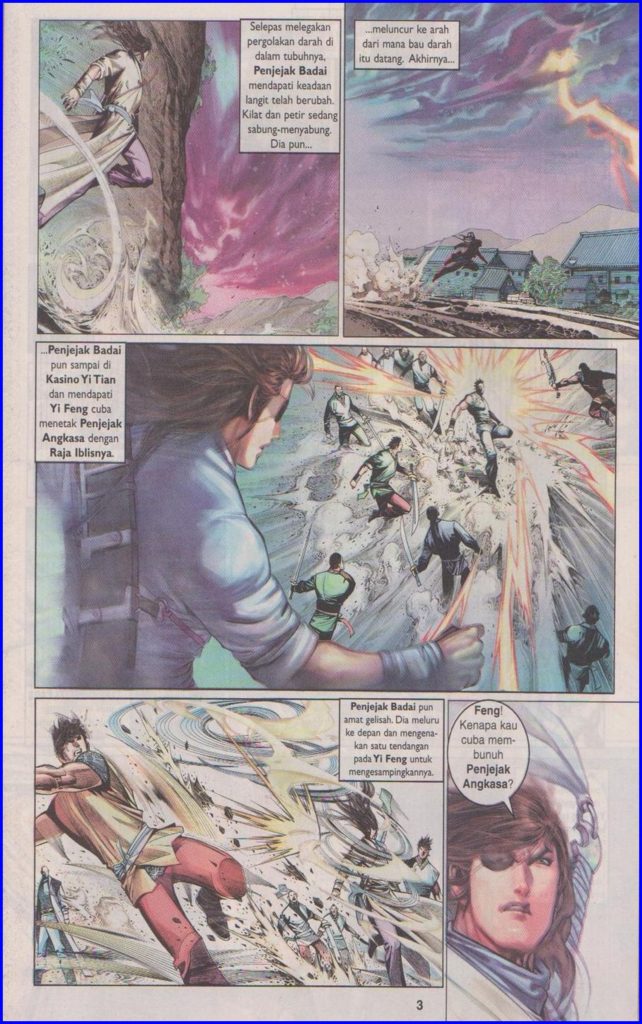 Selepas melegakan
pergolakan darah di
dalam tubuhnya,
Penjejak Badai
mendapati keadaan
langit telah berubah.
Kilat dan petir sedang
sabung-menyabung.
Dia pun...
...meluncur ke arah
dari mana bau darah
itu datang. Akhirnya...
...Penjejak Badai
pun sampai di
Kasino Yi Tian
dan mendapati
Yi Feng cuba
menetak Penjejak
Angkasa dengan
Raja Iblisnya.
Penjejak Badai pun
amat gelisah. Dia meluru
ke depan dan mengena-
kan satu tendangan
pada Yi Feng untuk
mengesampingkannya.
Feng!
Kenapa kau
cuba mem-
bunuh
Penjejak
Angkasa?
3